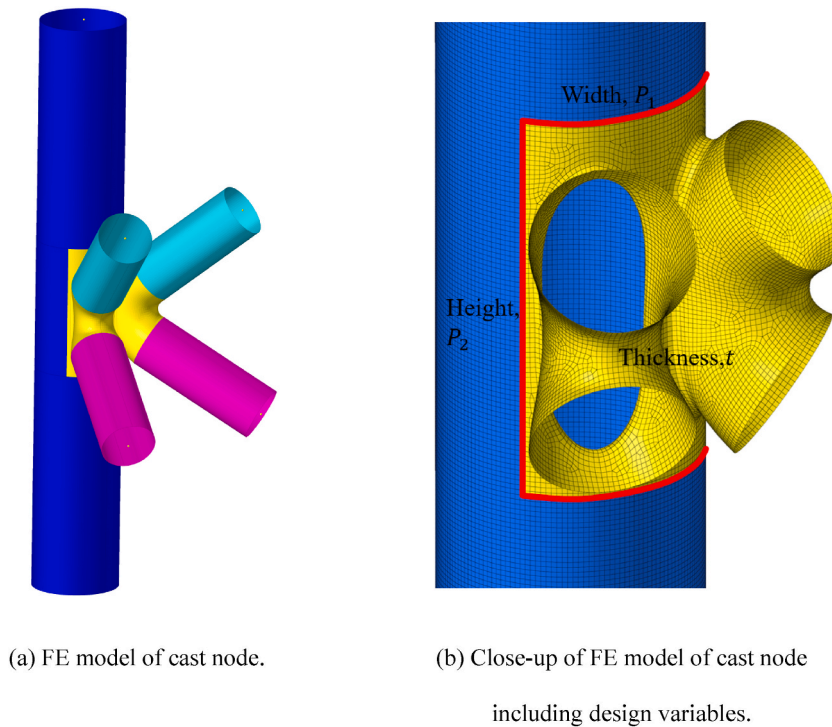 Width, P₁
Height,
P₂
Thickness,t
(a) FE model of cast node.
(b) Close-up of FE model of cast node
including design variables.